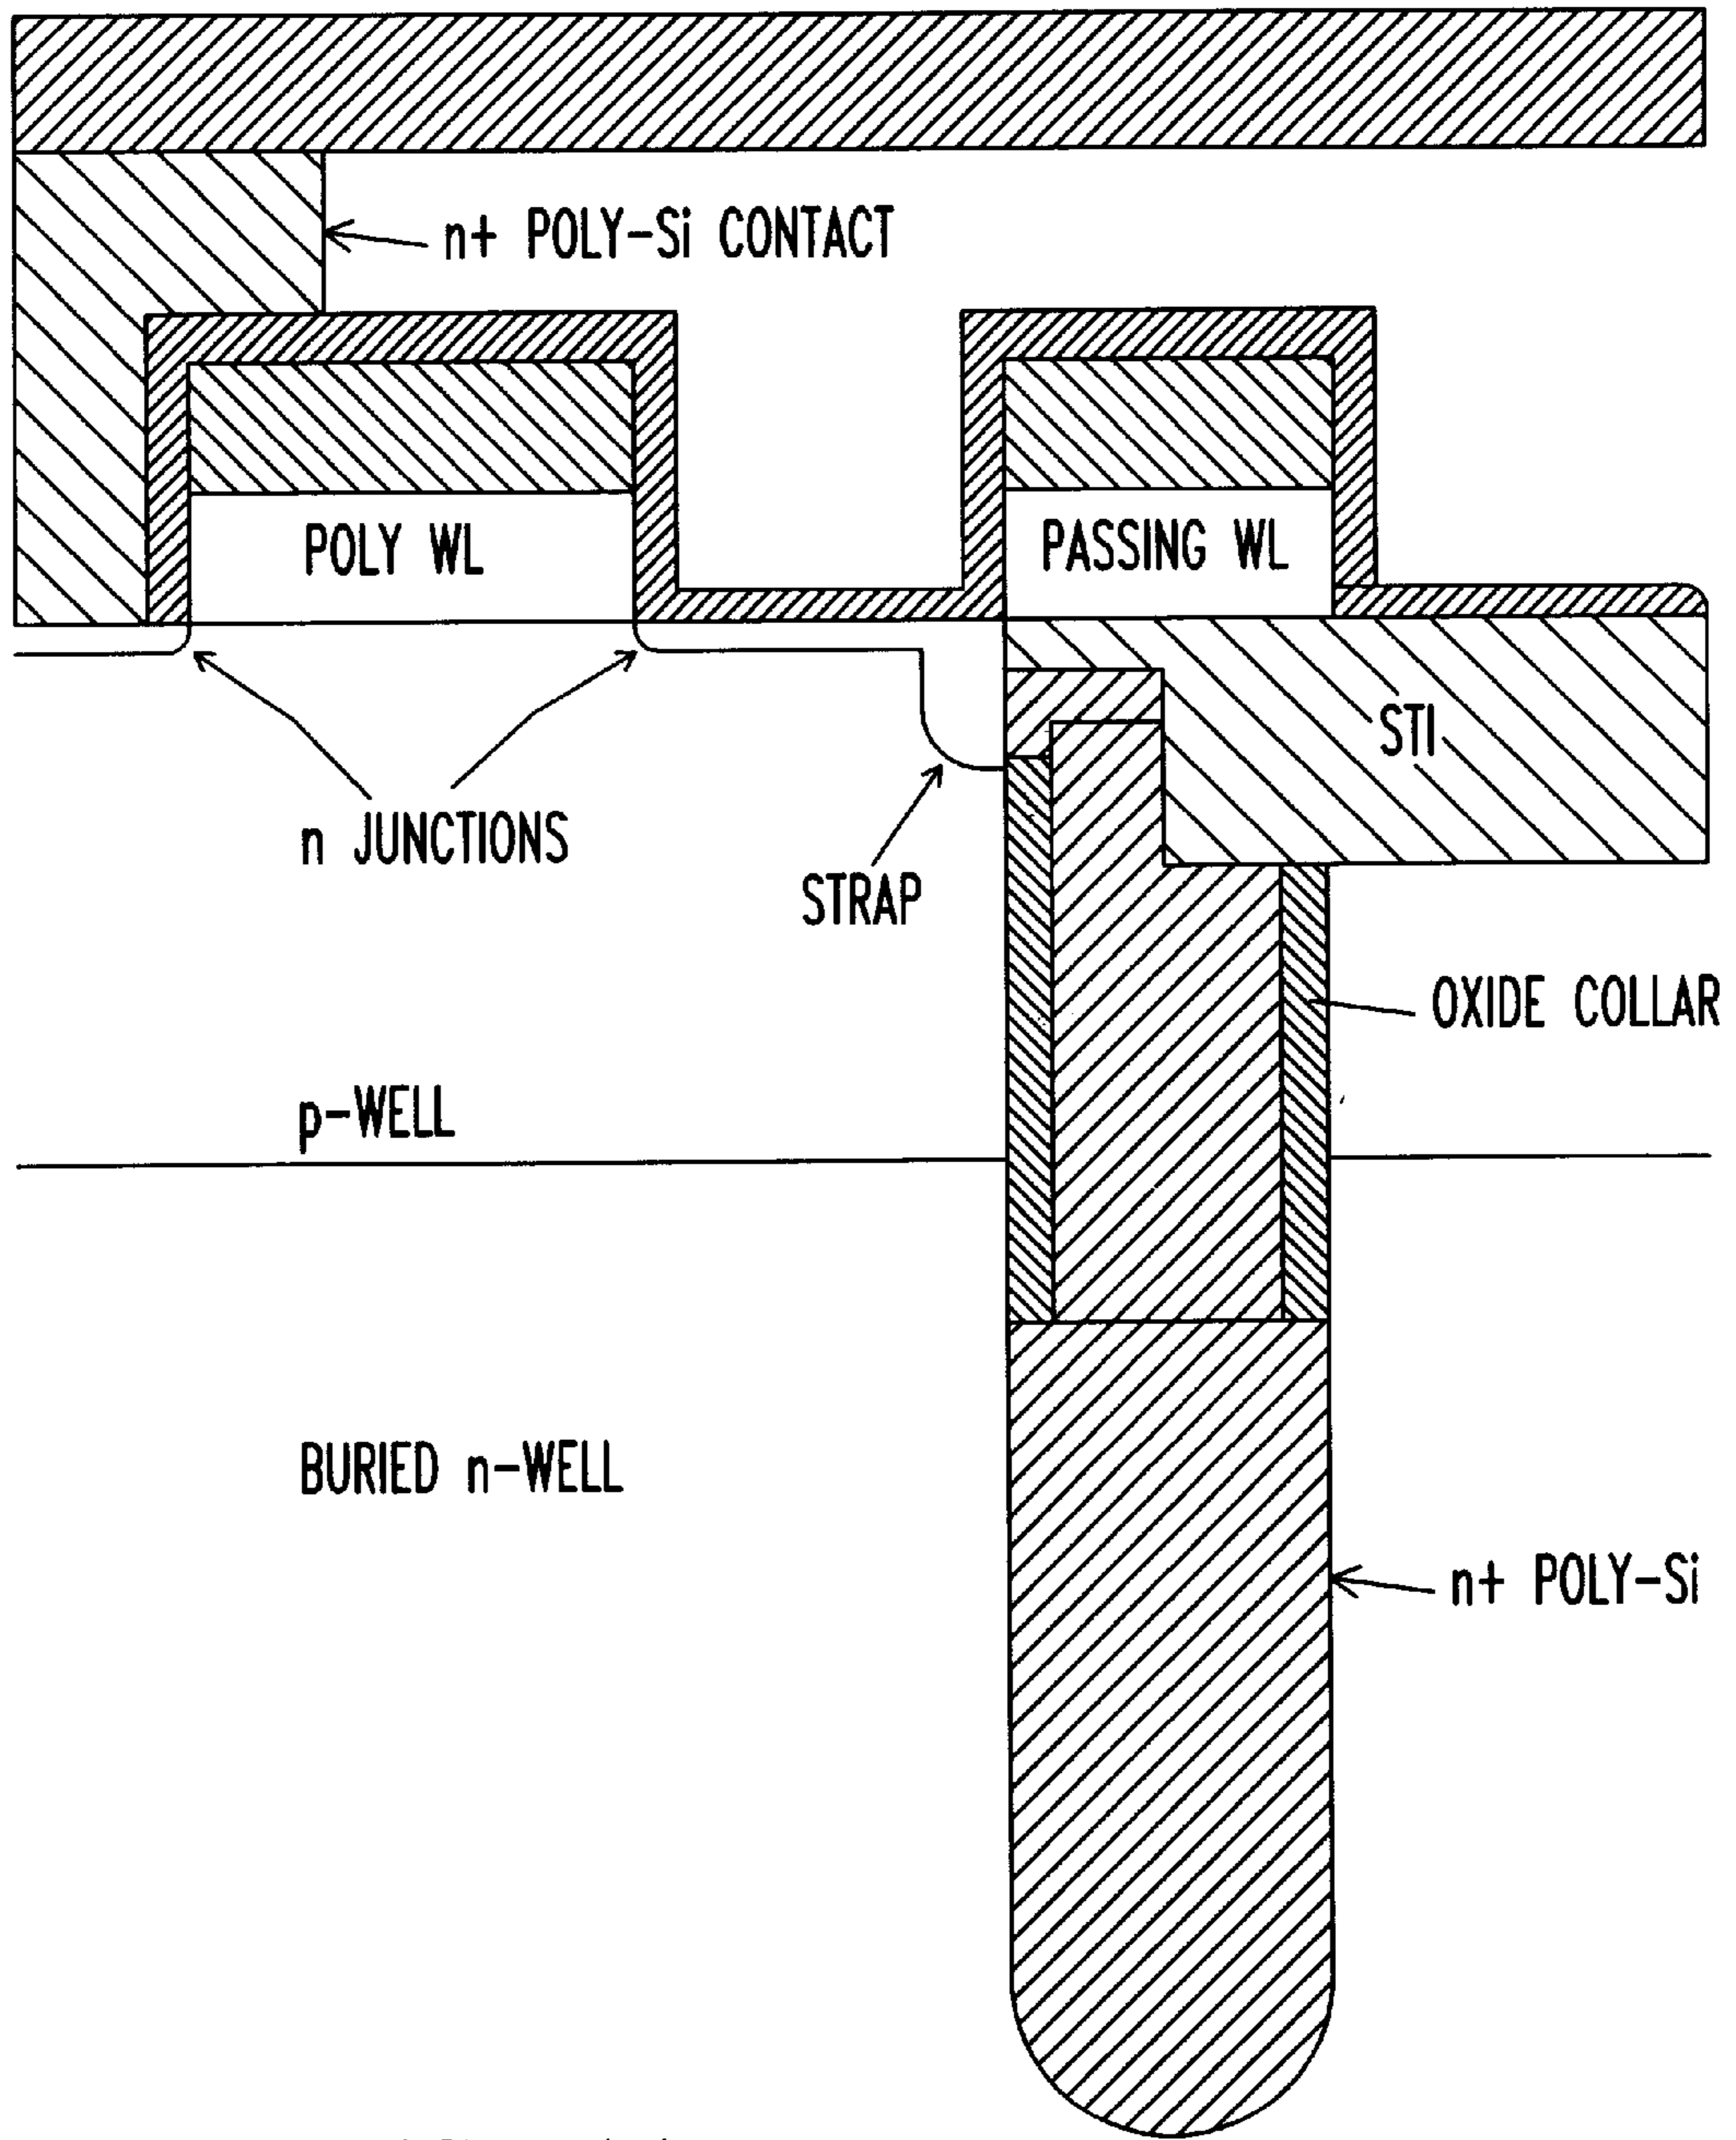 n+ POLY-Si CONTACT
POLY WL
PASSING WL
STI
n JUNCTIONS
STRAP
OXIDE COLLAR
p-WELL
BURIED n-WELL
n+ POLY-Si